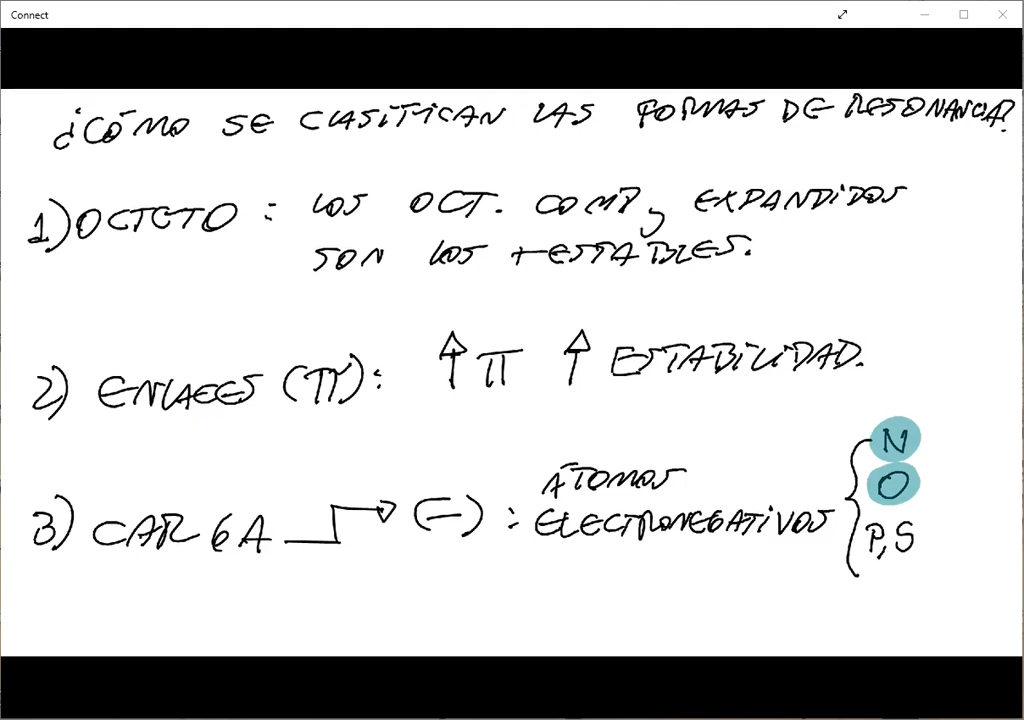 Connect
¿CÓMO SE CLASIFICAN LAS FORMAS DE RESONANCIA?
1) OCTETO : LOS OCT. COMP, EXPANDIDOS
SON LOS + ESTABLES.
2) ENLACES (π): ↑ π ↑ ESTABILIDAD.
3) CARGA → (-) : ÁTOMOS
ELECTRONEGATIVOS
N
O
P, S